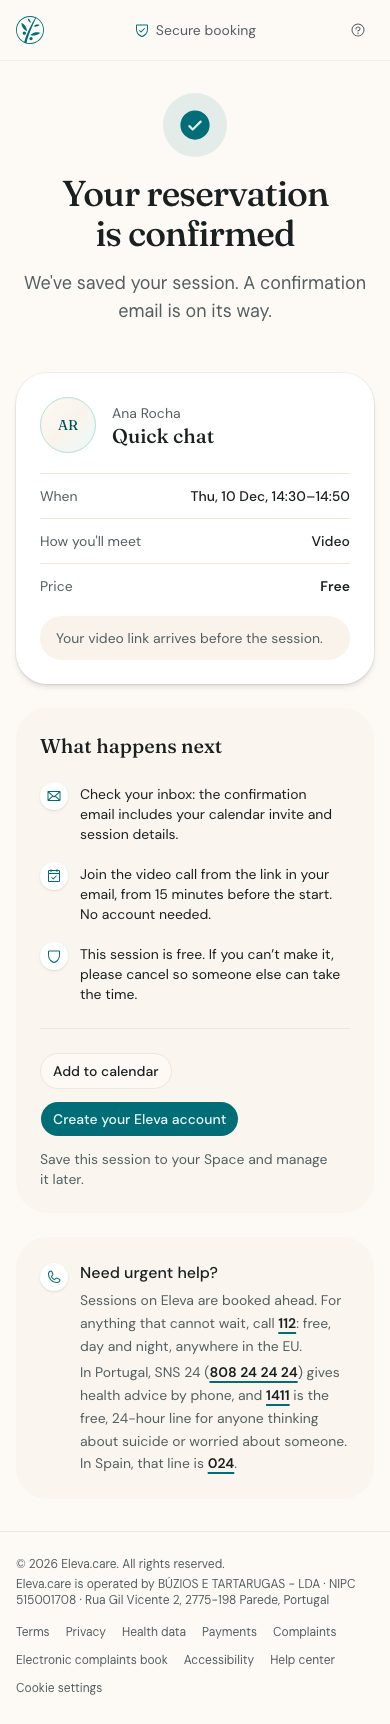 Secure booking
Your reservation
is confirmed
We've saved your session. A confirmation
email is on its way.
AR
Ana Rocha
Quick chat
When
Thu, 10 Dec, 14:30–14:50
How you'll meet
Video
Price
Free
Your video link arrives before the session.
What happens next
Check your inbox: the confirmation
email includes your calendar invite and
session details.
Join the video call from the link in your
email, from 15 minutes before the start.
No account needed.
This session is free. If you can’t make it,
please cancel so someone else can take
the time.
Add to calendar
Create your Eleva account
Save this session to your Space and manage
it later.
Need urgent help?
Sessions on Eleva are booked ahead. For
anything that cannot wait, call 112: free,
day and night, anywhere in the EU.
In Portugal, SNS 24 (808 24 24 24) gives
health advice by phone, and 1411 is the
free, 24-hour line for anyone thinking
about suicide or worried about someone.
In Spain, that line is 024.
© 2026 Eleva.care. All rights reserved.
Eleva.care is operated by BÚZIOS E TARTARUGAS - LDA · NIPC
515001708 · Rua Gil Vicente 2, 2775-198 Parede, Portugal
Terms Privacy Health data Payments Complaints
Electronic complaints book Accessibility Help center
Cookie settings